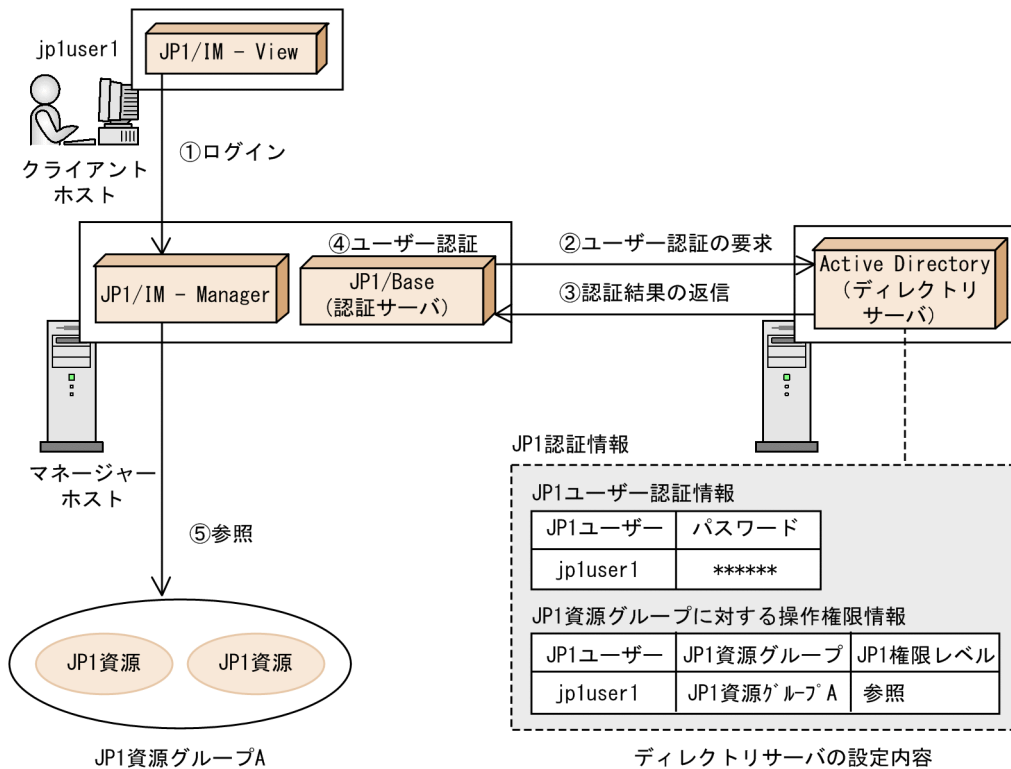 jp1user1
JP1/IM - View
①ログイン
クライアント
ホスト
④ユーザー認証
②ユーザー認証の要求
JP1/IM - Manager
JP1/Base
(認証サーバ)
Active Directory
(ディレクトリ
サーバ)
③認証結果の返信
マネージャー
ホスト
⑤参照
JP1資源
JP1資源
JP1資源グループA
JP1認証情報
JP1ユーザー認証情報
JP1ユーザー パスワード
jp1user1 ******
JP1資源グループに対する操作権限情報
JP1ユーザー JP1資源グループ JP1権限レベル
jp1user1 JP1資源ｸﾞﾙｰﾌﾟA 参照
ディレクトリサーバの設定内容